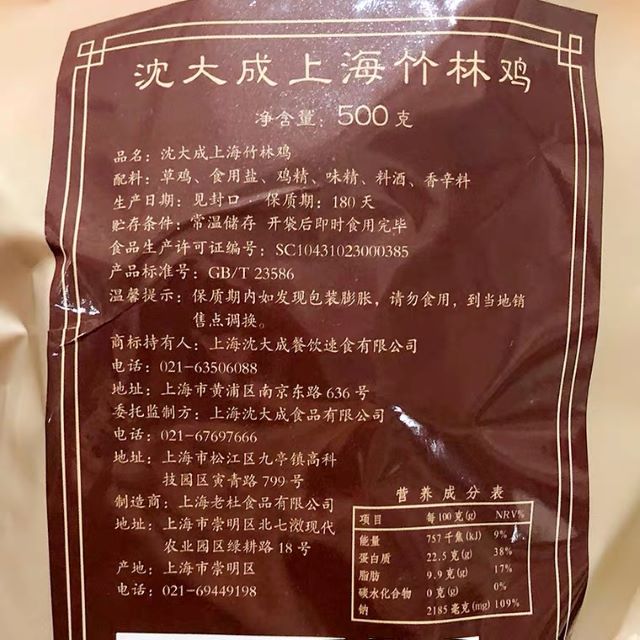 沈大成上海竹林鸡
净含量：500克
品名：沈大成上海竹林鸡
配料：草鸡、食用盐、鸡精、味精、料酒、香辛料
生产日期：见封口 保质期：180天
贮存条件：常温储存 开袋后即时食用完毕
食品生产许可证编号：SC10431023000385
产品标准号：GB/T 23586
温馨提示：保质期内如发现包装膨胀，请勿食用，到当地销
售点调换。
商标持有人：上海沈大成餐饮速食有限公司
电话：021-63506088
地址：上海市黄浦区南京东路636号
委托监制方：上海沈大成食品有限公司
电话：021-67697666
地址：上海市松江区九亭镇高科
技园区寅青路799号
制造商：上海老杜食品有限公司
地址：上海市崇明区北七滧现代
农业园区绿耕路18号
产地：上海市崇明区
电话：021-69449198
营养成分表
项目 每100克(g) NRV%
能量 757千焦(kJ) 9%
蛋白质 22.5克(g) 38%
脂肪 9.9克(g) 17%
碳水化合物 0克(g) 0%
钠 2185毫克(mg) 109%